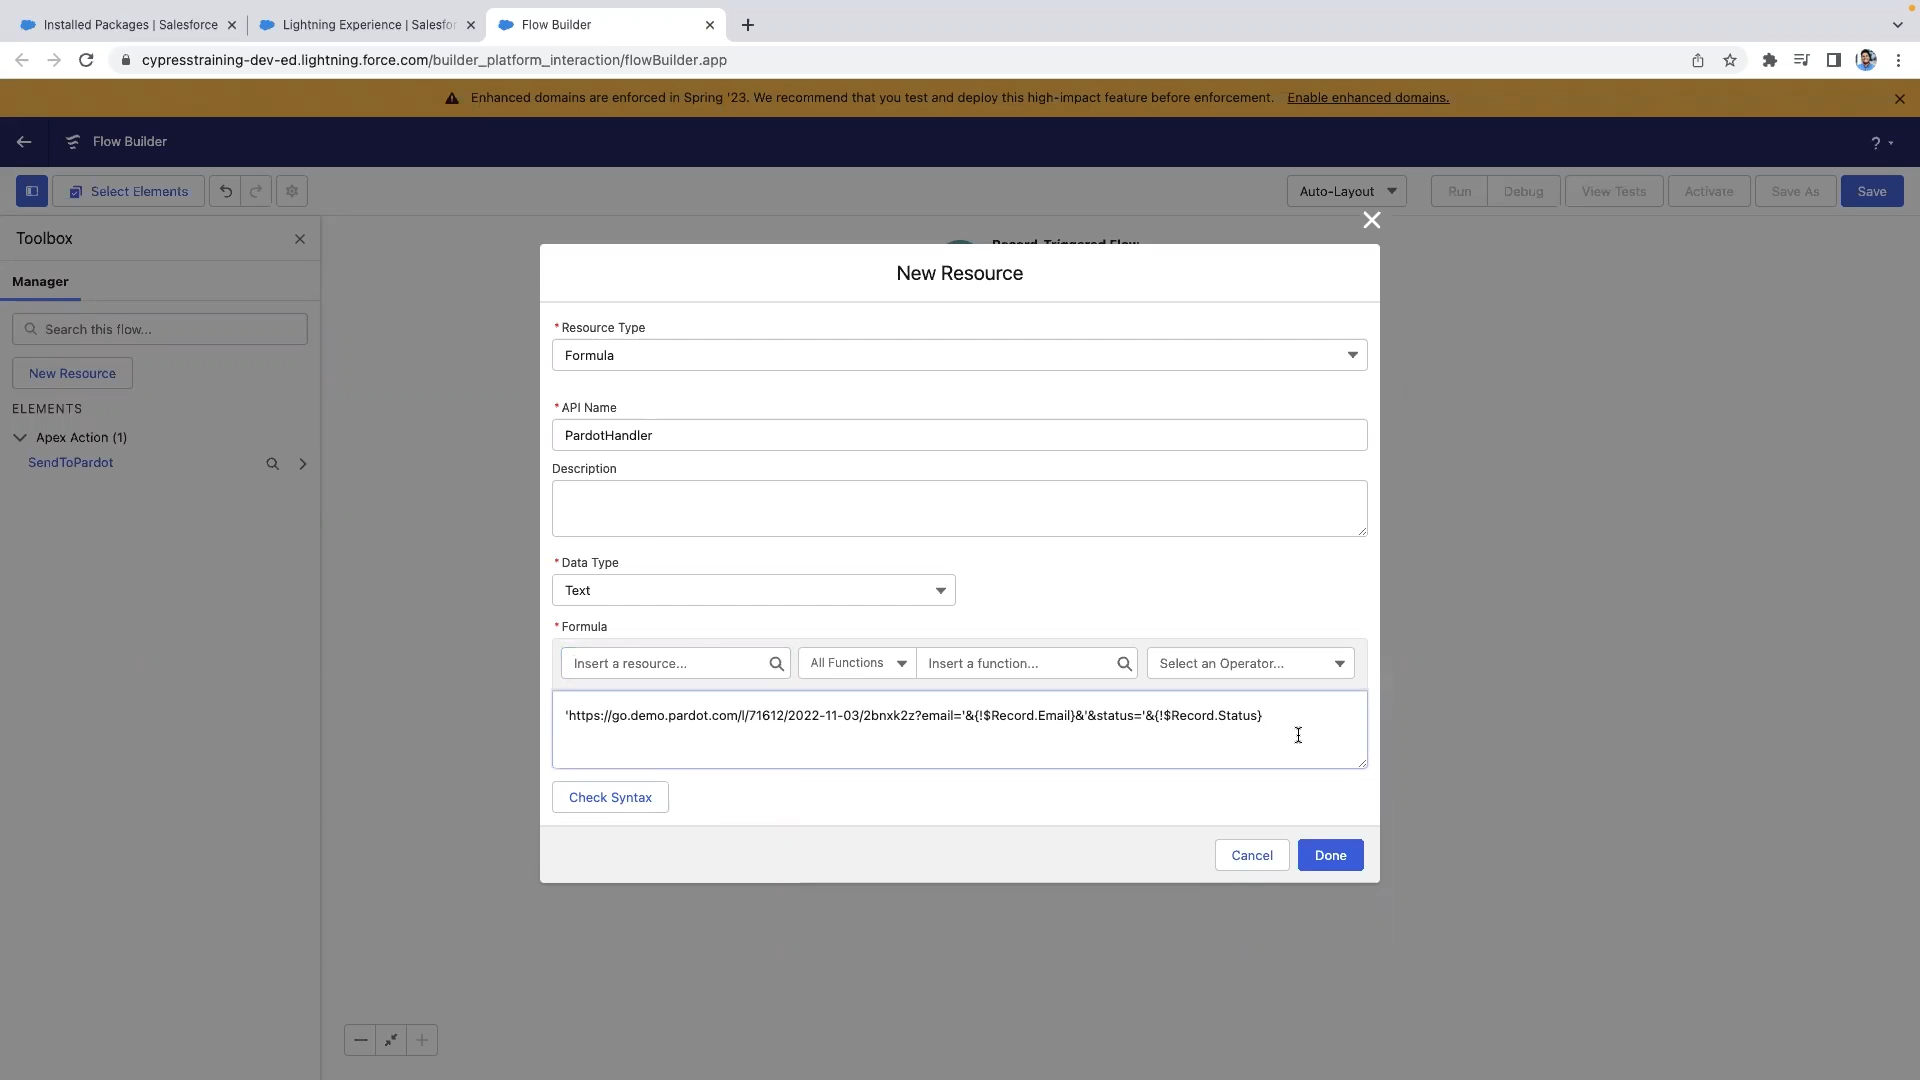 Installed Packages | Salesforce
Lightning Experience | Salesfor
Flow Builder
cypresstraining-dev-ed.lightning.force.com/builder_platform_interaction/flowBuilder.app
Enhanced domains are enforced in Spring '23. We recommend that you test and deploy this high-impact feature before enforcement. Enable enhanced domains.
Flow Builder
?
Select Elements
Auto-Layout
Run
Debug
View Tests
Activate
Save As
Save
Toolbox
Manager
Search this flow...
New Resource
ELEMENTS
Apex Action (1)
SendToPardot
Record-Triggered Flow
New Resource
* Resource Type
Formula
* API Name
PardotHandler
Description
* Data Type
Text
* Formula
Insert a resource...
All Functions
Insert a function...
Select an Operator...
'https://go.demo.pardot.com/l/71612/2022-11-03/2bnxk2z?email='&{!$Record.Email}&'&status='&{!$Record.Status}
Check Syntax
Cancel
Done